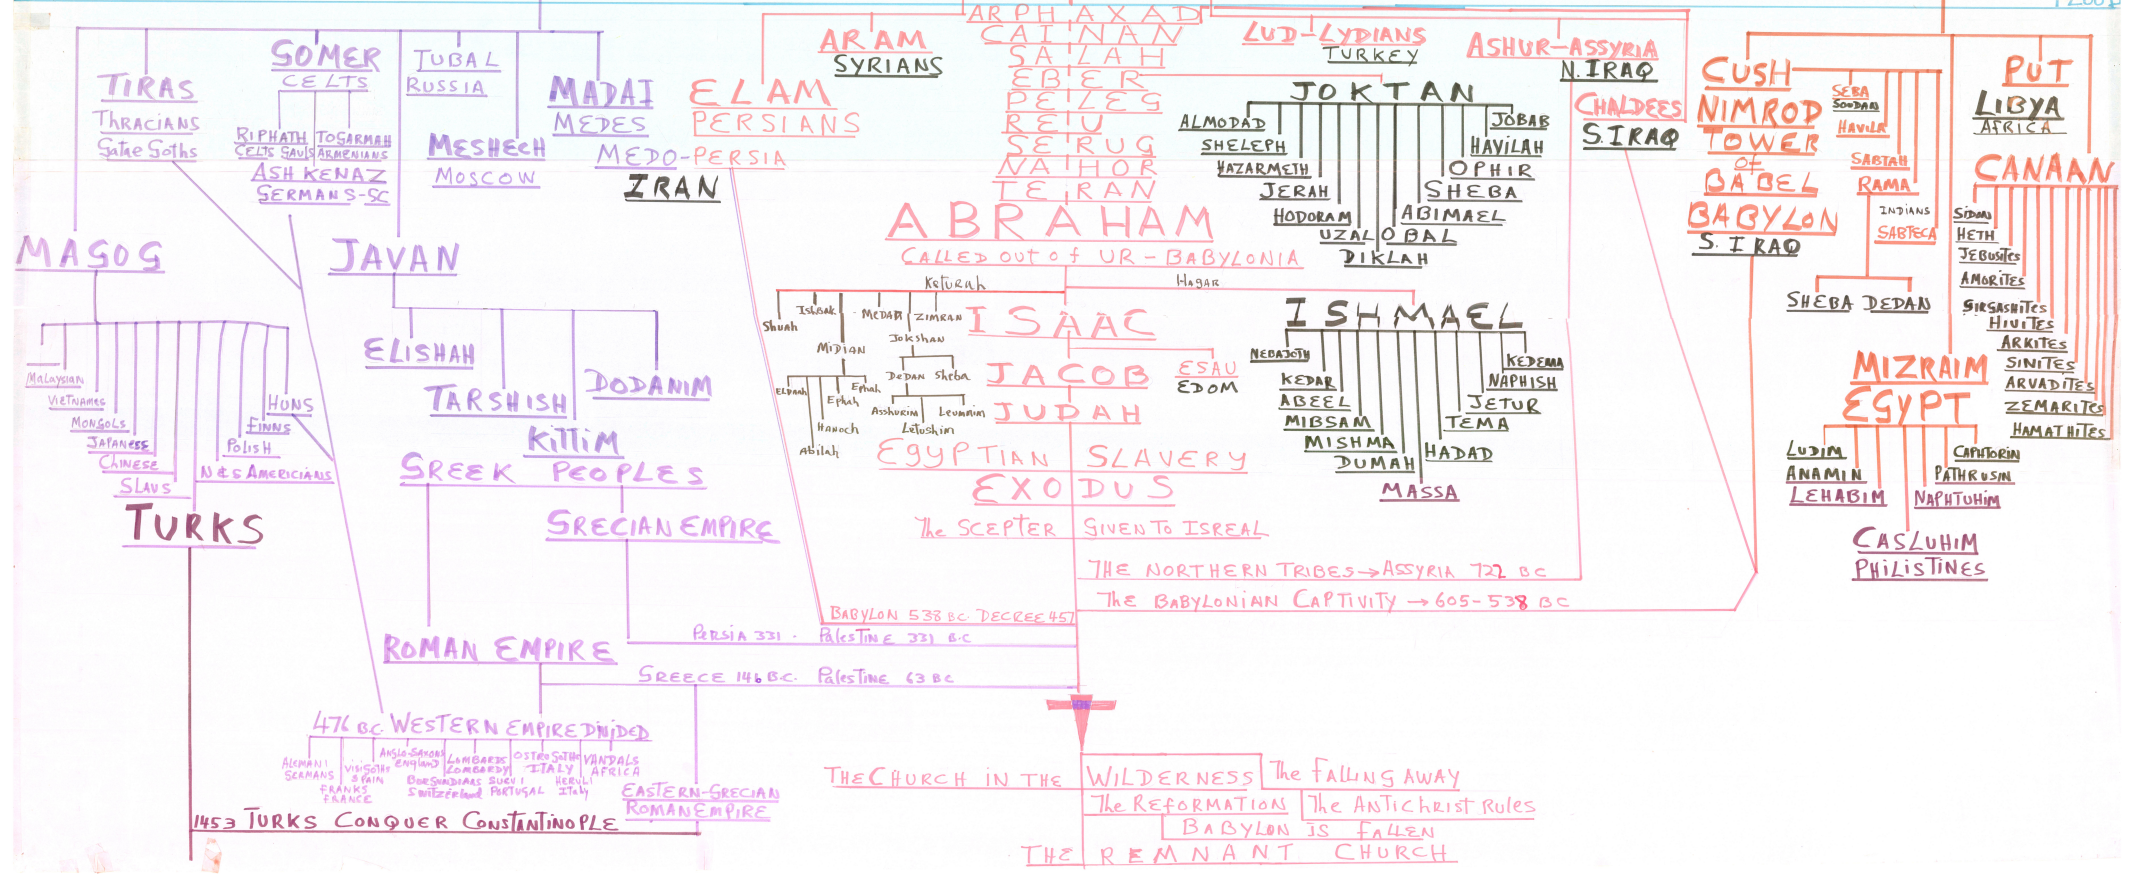 TIRAS
THRACIANS
Gatae Goths
GOMER
CELTS
RIPHATH
CELTS GAULS
TOGARMAH
ARMENIANS
ASHKENAZ
GERMANS-SC
TUBAL
RUSSIA
MESHECH
MOSCOW
MADAI
MEDES
MEDO-PERSIA
IRAN
MAGOG
Malaysian
VIETNAMES
MONGOLS
JAPANESE
CHINESE
SLAVS
TURKS
HUNS
FINNS
POLISH
N & S AMERICIANS
JAVAN
ELISHAH
TARSHISH
KITTIM
DODANIM
GREEK PEOPLES
GRECIAN EMPIRE
ROMAN EMPIRE
476 B.C. WESTERN EMPIRE DIVIDED
ALEMANI
GERMANS
FRANKS
FRANCE
VISIGOTHS
SPAIN
ANGLO-SAXONS
ENGLAND
BURGUNDIANS
SWITZERLAND
LOMBARDS
LOMBARDY
SUEVI
PORTUGAL
OSTROGOTHS
ITALY
HERULI
ITALY
VANDALS
AFRICA
EASTERN-GRECIAN
ROMAN EMPIRE
1453 TURKS CONQUER CONSTANTINOPLE
ELAM
PERSIANS
ARAM
SYRIANS
ARPHAXAD
CAINAN
SALAH
EBER
PELEG
REU
SERUG
NAHOR
TERAN
ABRAHAM
CALLED OUT OF UR - BABYLONIA
Keturah
HAGAR
Shuah
Ishbak
MIDIAN
MEDAN
ZIMRAN
Jokshan
DEDAN
Sheba
ELDAAH
Ephah
Epheh
HANOCH
Abilah
Asshurim
Letushim
Leummim
ISAAC
JACOB
ESAU
EDOM
JUDAH
EGYPTIAN SLAVERY
EXODUS
The SCEPTER GIVEN TO ISREAL
THE NORTHERN TRIBES → ASSYRIA 722 BC
The BABYLONIAN CAPTIVITY → 605-538 BC
BABYLON 538 BC. DECREE 457
PERSIA 331 - PALESTINE 331 B.C
GREECE 146 B.C. PALESTINE 63 BC
THE CHURCH IN THE WILDERNESS
The FALLING AWAY
The REFORMATION
The ANTICHRIST RULES
BABYLON IS FALLEN
THE REMNANT CHURCH
LUD-LYDIANS
TURKEY
ASHUR-ASSYRIA
N. IRAQ
CHALDEES
S. IRAQ
JOKTAN
ALMODAD
SHELEPH
HAZARMETH
JERAH
HODORAM
UZAL
DIKLAH
OBAL
ABIMAEL
SHEBA
OPHIR
HAVILAH
JOBAB
ISHMAEL
NEBAJOTH
KEDAR
ABEEL
MIBSAM
MISHMA
DUMAH
MASSA
HADAD
TEMA
JETUR
NAPHISH
KEDEMA
CUSH
NIMROD
TOWER
OF
BABEL
BABYLON
S. IRAQ
SEBA
SOUDAN
HAVILA
SABTAH
RAMA
INDIANS
SABTECA
SHEBA DEDAN
PUT
LIBYA
AFRICA
CANAAN
SIDON
HETH
JEBUSITES
AMORITES
GIRGASHITES
HIVITES
ARKITES
SINITES
ARVADITES
ZEMARITES
HAMATHITES
MIZRAIM
EGYPT
LUDIM
ANAMIN
LEHABIM
CASLUHIM
PHILISTINES
NAPHTUHIM
PATHRUSIN
CAPHTORIN